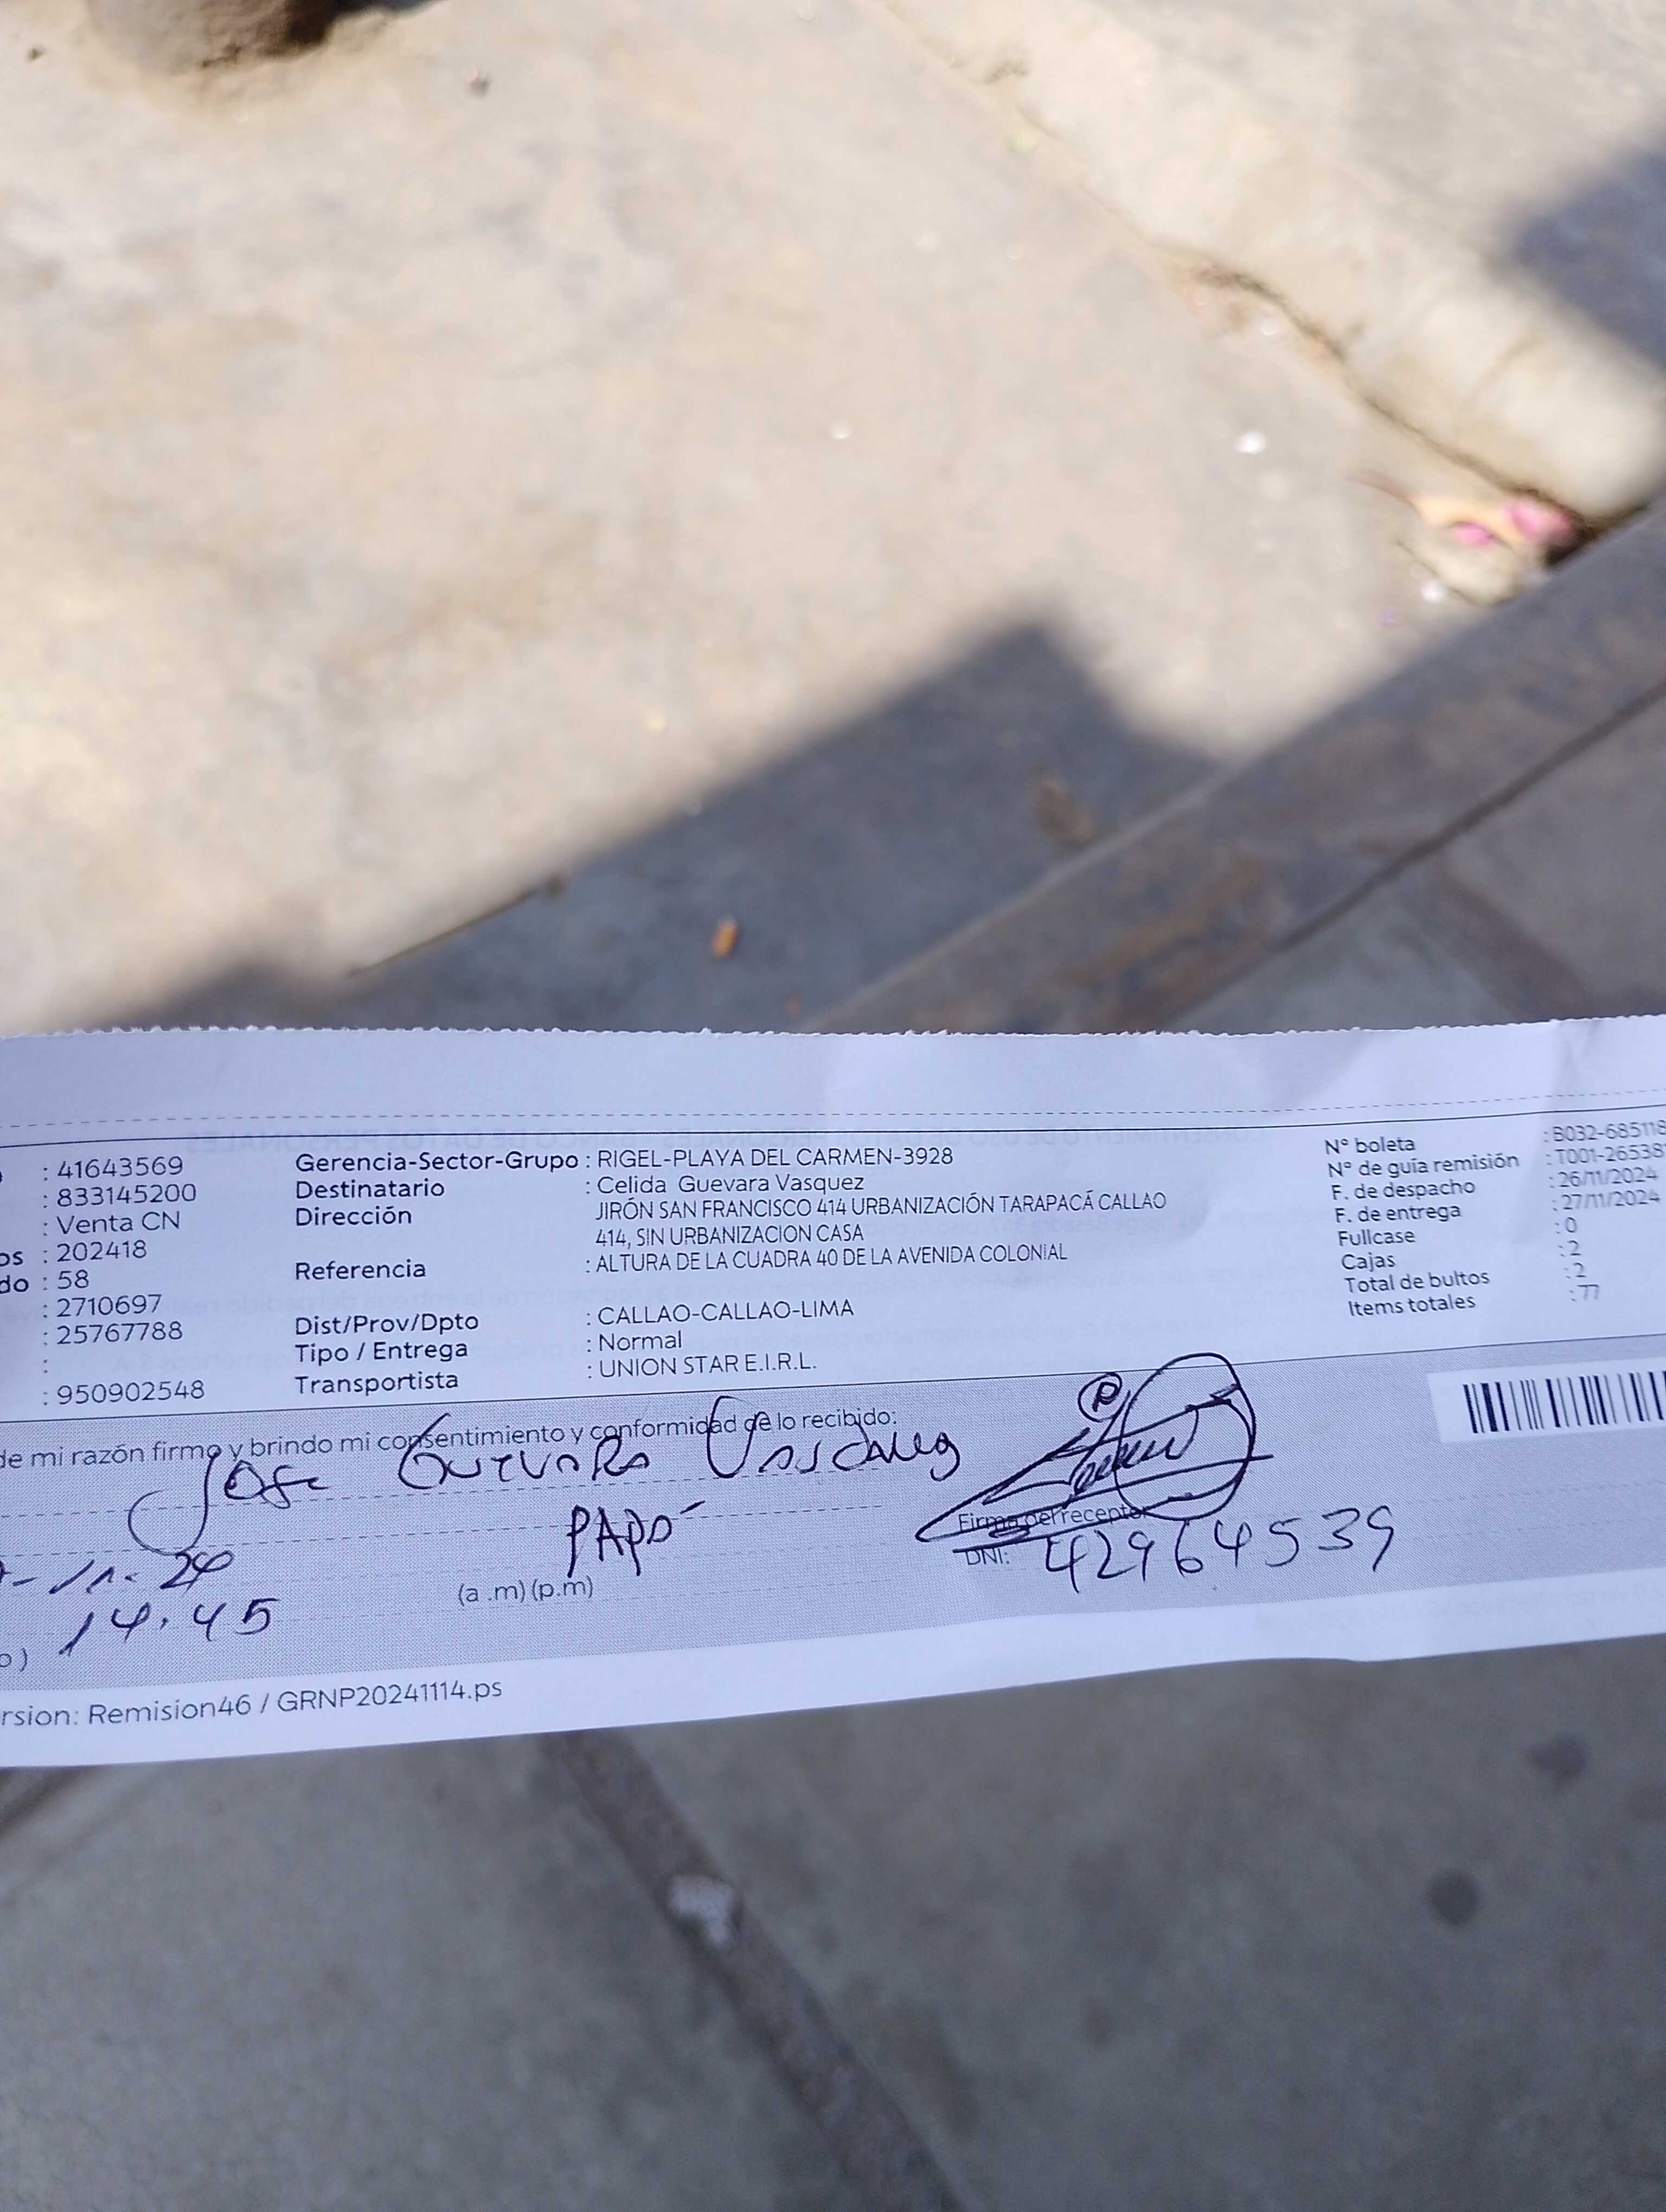 : 41643569
: 833145200
: Venta CN
os : 202418
do : 58
: 2710697
: 25767788
:
: 950902548
Gerencia-Sector-Grupo : RIGEL-PLAYA DEL CARMEN-3928
Destinatario : Celida Guevara Vasquez
Dirección JIRÓN SAN FRANCISCO 414 URBANIZACIÓN TARAPACÁ CALLAO
414, SIN URBANIZACION CASA
Referencia : ALTURA DE LA CUADRA 40 DE LA AVENIDA COLONIAL
Dist/Prov/Dpto : CALLAO-CALLAO-LIMA
Tipo / Entrega : Normal
Transportista : UNION STAR E.I.R.L.
N° boleta : B032-685118
N° de guía remisión : T001-26538
F. de despacho : 26/11/2024
F. de entrega : 27/11/2024
Fullcase : 0
Cajas : 2
Total de bultos : 2
Items totales : 77
de mi razón firmo y brindo mi consentimiento y conformidad de lo recibido:
Jose Guevara
PAPÁ
Firma del receptor
DNI: 42964539
- 11. 24
14.45
(a .m) (p.m)
o )
rsion: Remision46 / GRNP20241114.ps